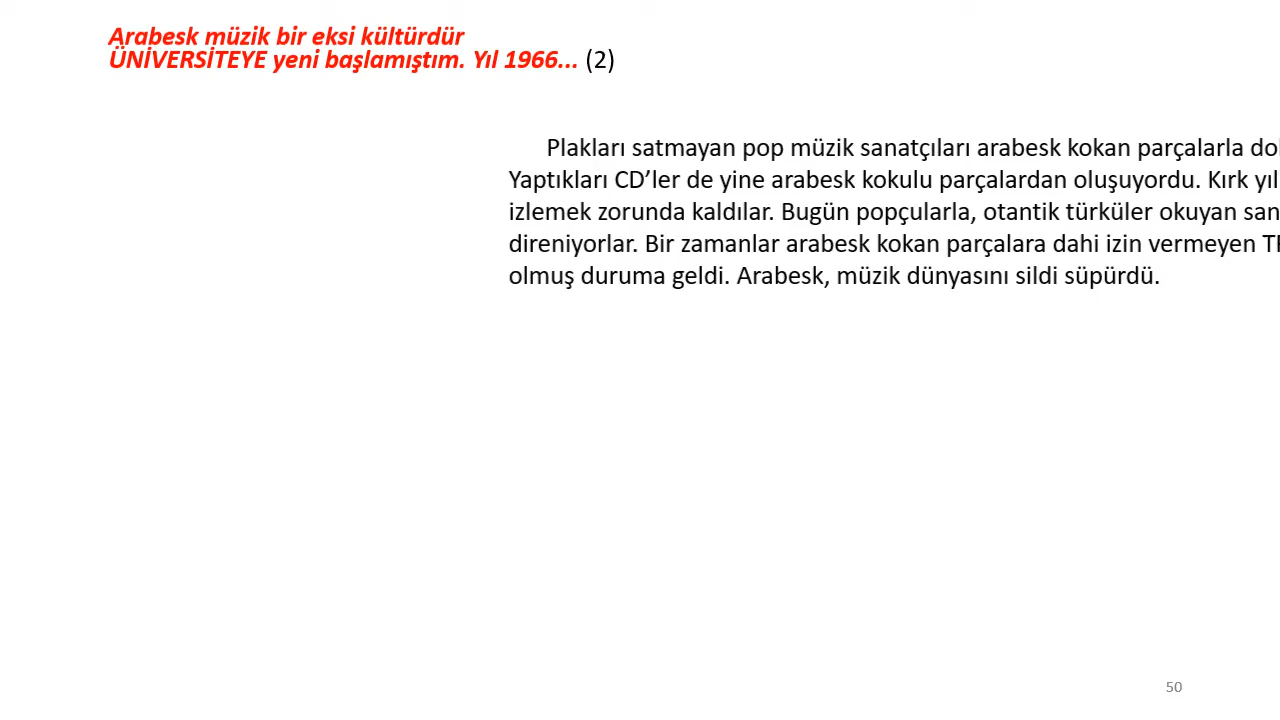 Arabesk müzik bir eksi kültürdür
ÜNİVERSİTEYE yeni başlamıştım. Yıl 1966... (2)
Plakları satmayan pop müzik sanatçıları arabesk kokan parçalarla
Yaptıkları CD’ler de yine arabesk kokulu parçalardan oluşuyordu. Kırk yıl
izlemek zorunda kaldılar. Bugün popçularla, otantik türküler okuyan
direniyorlar. Bir zamanlar arabesk kokan parçalara dahi izin vermeyen
olmuş duruma geldi. Arabesk, müzik dünyasını sildi süpürdü.
50